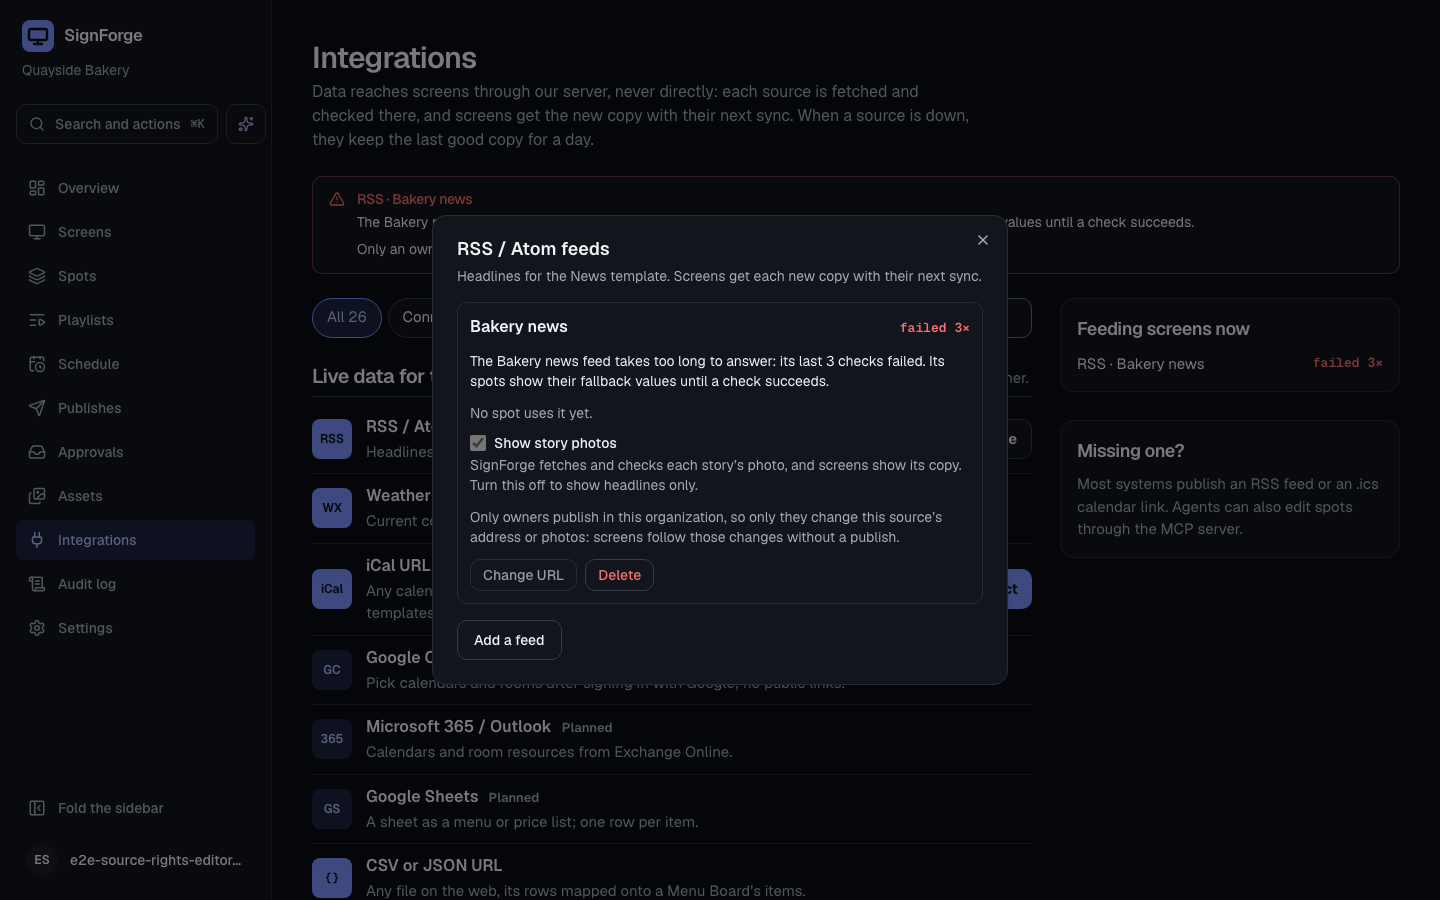 SignForge
Quayside Bakery
Search and actions ⌘K
Overview
Screens
Spots
Playlists
Schedule
Publishes
Approvals
Assets
Integrations
Audit log
Settings
Fold the sidebar
ES e2e-source-rights-editor…
Integrations
Data reaches screens through our server, never directly: each source is fetched and
checked there, and screens get the new copy with their next sync. When a source is down,
they keep the last good copy for a day.
RSS · Bakery news
The Bakery
values until a check succeeds.
Only an
All 26
Live data for
RSS / Atom feeds
Headlines for the News template. Screens get each new copy with their next sync.
Bakery news failed 3×
The Bakery news feed takes too long to answer: its last 3 checks failed. Its
spots show their fallback values until a check succeeds.
No spot uses it yet.
Show story photos
SignForge fetches and checks each story's photo, and screens show its copy.
Turn this off to show headlines only.
Only owners publish in this organization, so only they change this source's
address or photos: screens follow those changes without a publish.
Change URL Delete
Add a feed
RSS RSS /
Headlines
WX Weather
Current
iCal iCal URL
Any
templates
GC Google
Pick calendars and rooms after signing in with Google, no public links.
365 Microsoft 365 / Outlook Planned
Calendars and room resources from Exchange Online.
GS Google Sheets Planned
A sheet as a menu or price list; one row per item.
{} CSV or JSON URL
Any file on the web, its rows mapped onto a Menu Board's items.
Feeding screens now
RSS · Bakery news failed 3×
Missing one?
Most systems publish an RSS feed or an .ics
calendar link. Agents can also edit spots
through the MCP server.